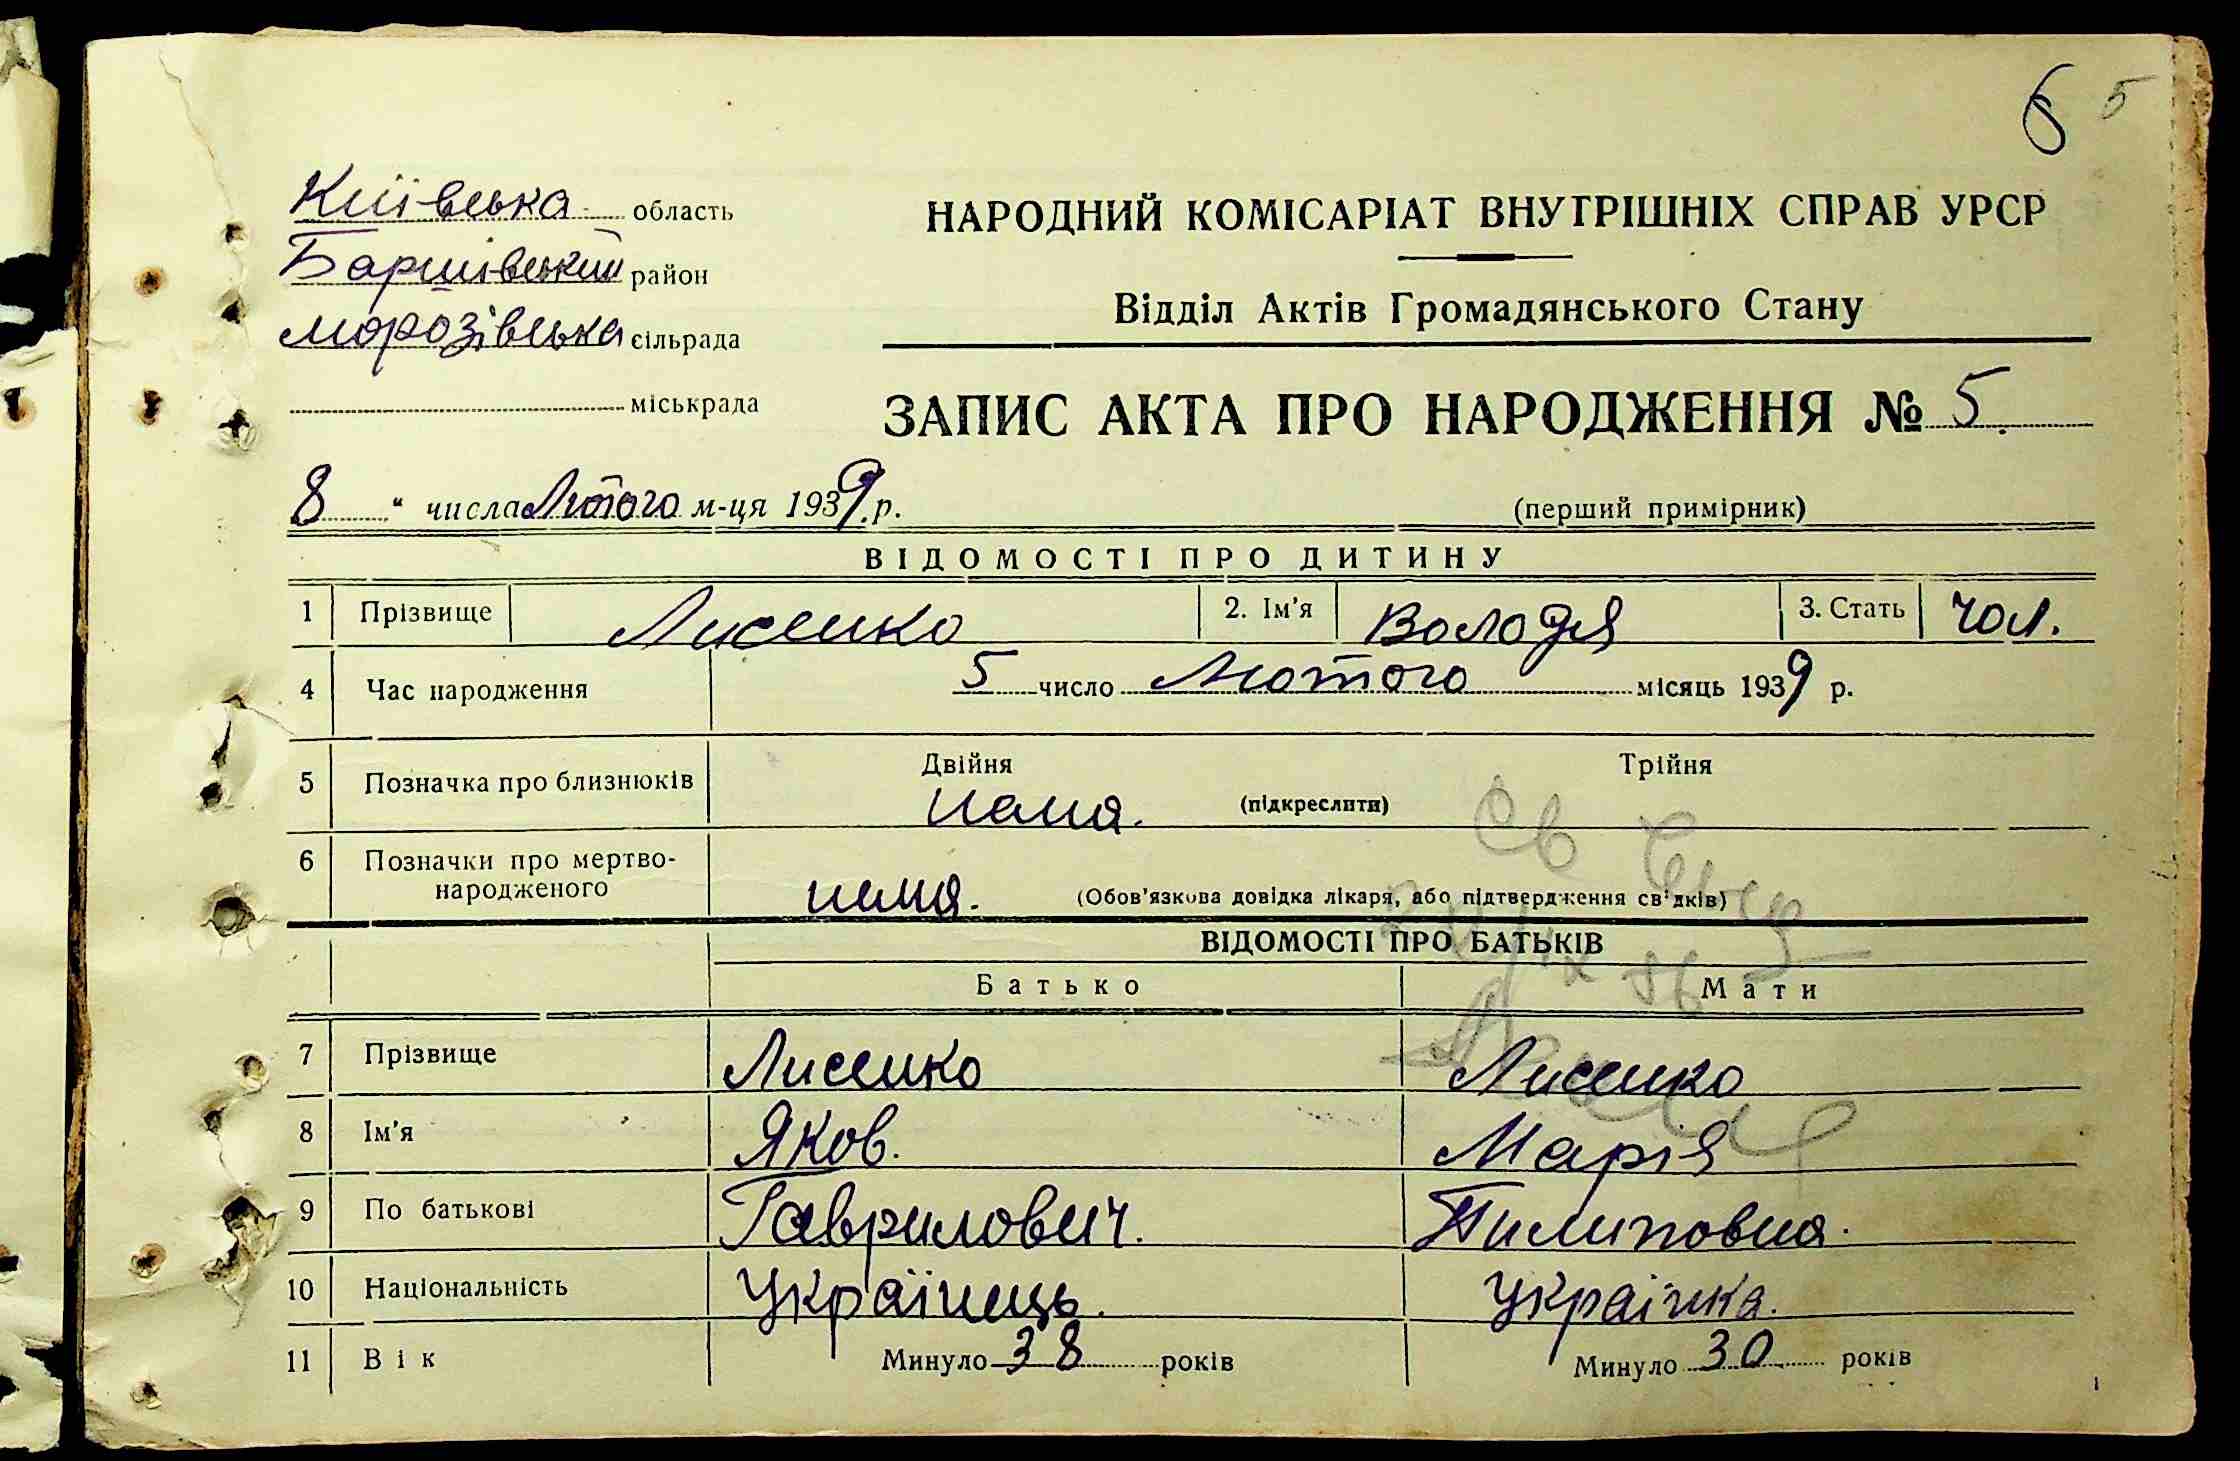 6 5
Київська область
Баришівський район
Морозівська сільрада
міськрада
НАРОДНИЙ КОМІСАРІАТ ВНУТРІШНІХ СПРАВ УРСР
Відділ Актів Громадянського Стану
ЗАПИС АКТА ПРО НАРОДЖЕННЯ № 5.
8 " числа Лютого м-ця 1939.р.
(перший примірник)
ВІДОМОСТІ ПРО ДИТИНУ
1 Прізвище Лисенко 2. Ім'я Володя 3. Стать чол.
4 Час народження 5 число Лютого місяць 1939 р.
5 Позначка про близнюків Двійня Трійня
нема. (підкреслити)
6 Позначки про мертво-
народженого нема. (Обов'язкова довідка лікаря, або підтвердження свідків)
ВІДОМОСТІ ПРО БАТЬКІВ
Батько Мати
7 Прізвище Лисенко Лисенко
8 Ім'я Яков. Марія
9 По батькові Гаврилович. Пилиповна.
10 Національність Українець. Українка.
11 Вік Минуло 38 років Минуло 30 років